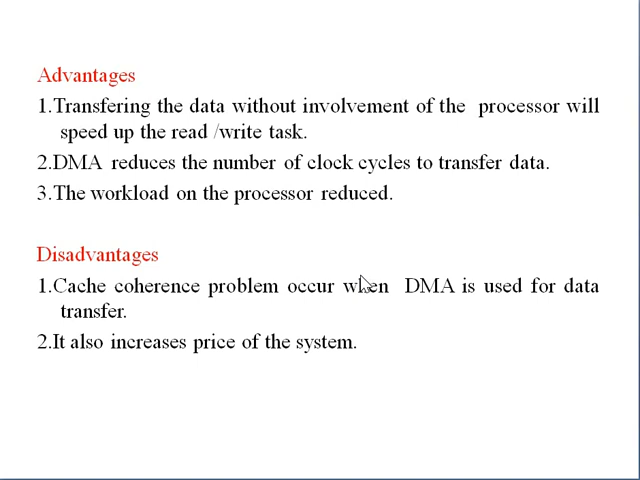 Advantages
1.Transfering the data without involvement of the processor will
speed up the read /write task.
2.DMA reduces the number of clock cycles to transfer data.
3.The workload on the processor reduced.
Disadvantages
1.Cache coherence problem occur when DMA is used for data
transfer.
2.It also increases price of the system.